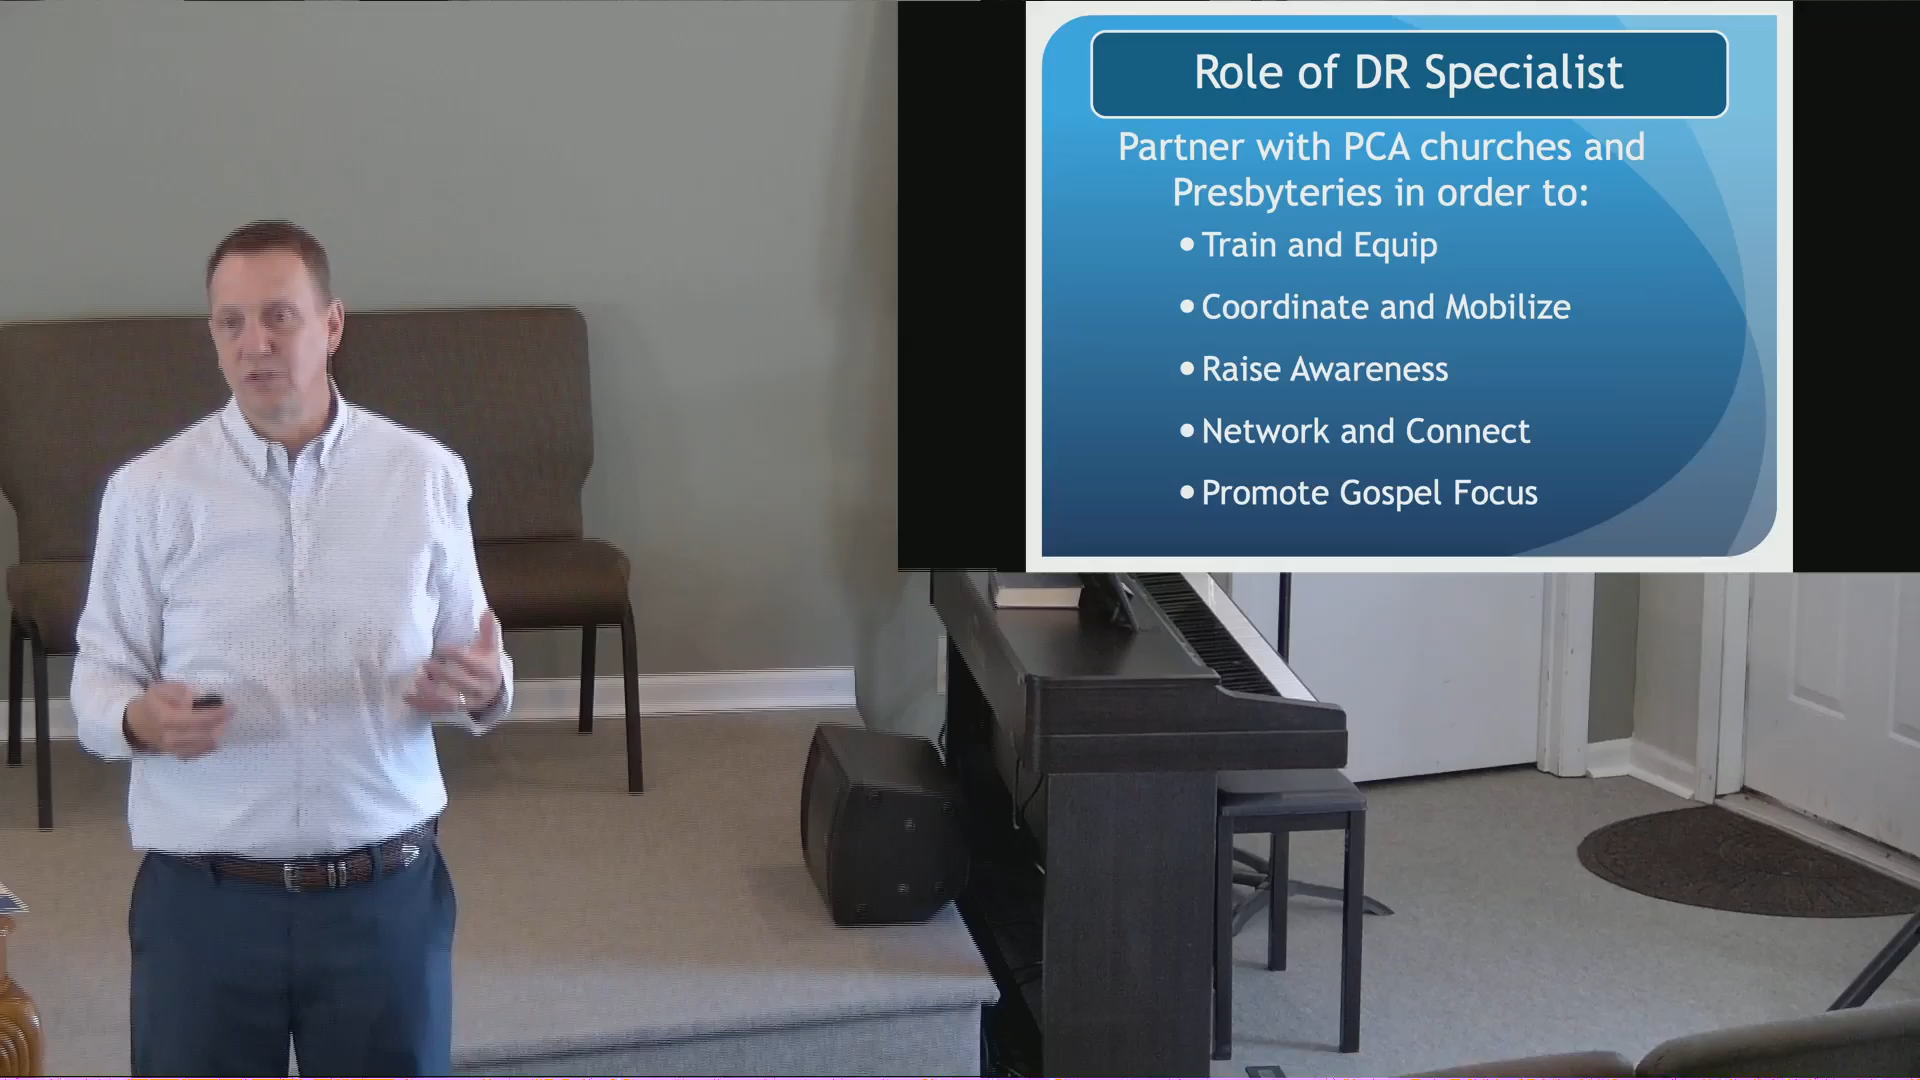 Role of DR Specialist
Partner with PCA churches and
Presbyteries in order to:
• Train and Equip
• Coordinate and Mobilize
• Raise Awareness
• Network and Connect
• Promote Gospel Focus